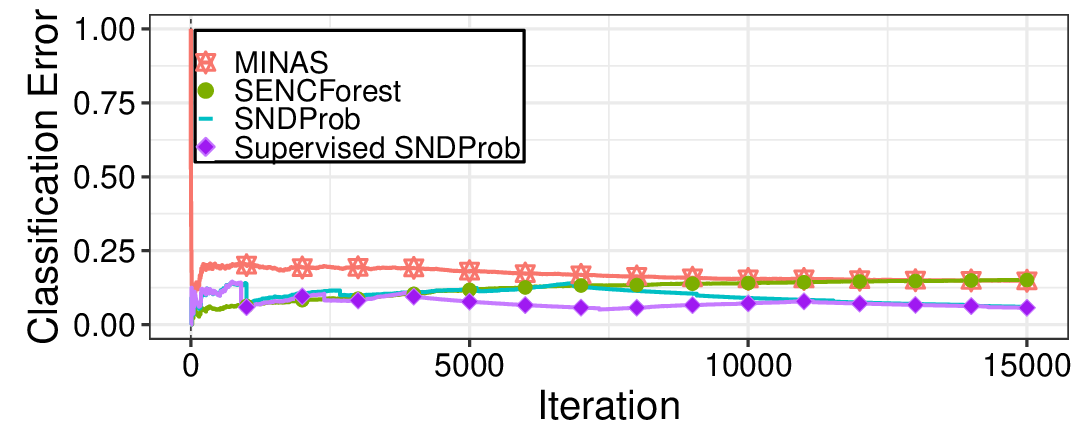 Classification Error
1.00
0.75
0.50
0.25
0.00
MINAS
SENCForest
SNDProb
Supervised SNDProb
0 5000 10000 15000
Iteration